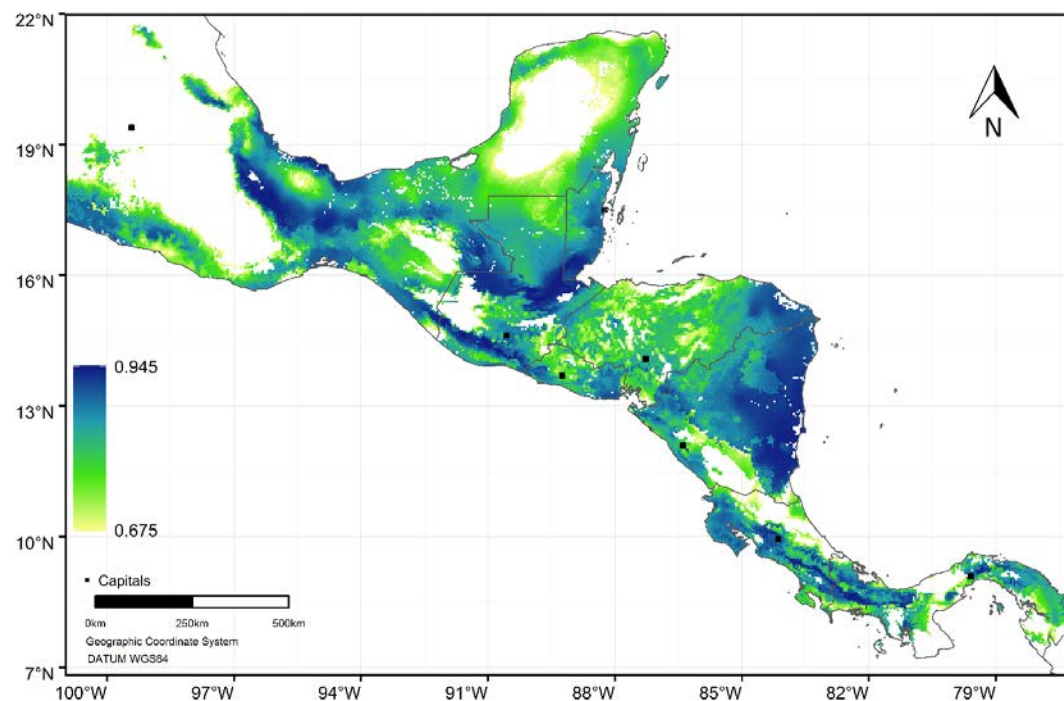 22°N
19°N
16°N
13°N
10°N
7°N
N
0.945
0.675
Capitals
0km 250km 500km
Geographic Coordinate System
DATUM WGS84
100°W 97°W 94°W 91°W 88°W 85°W 82°W 79°W